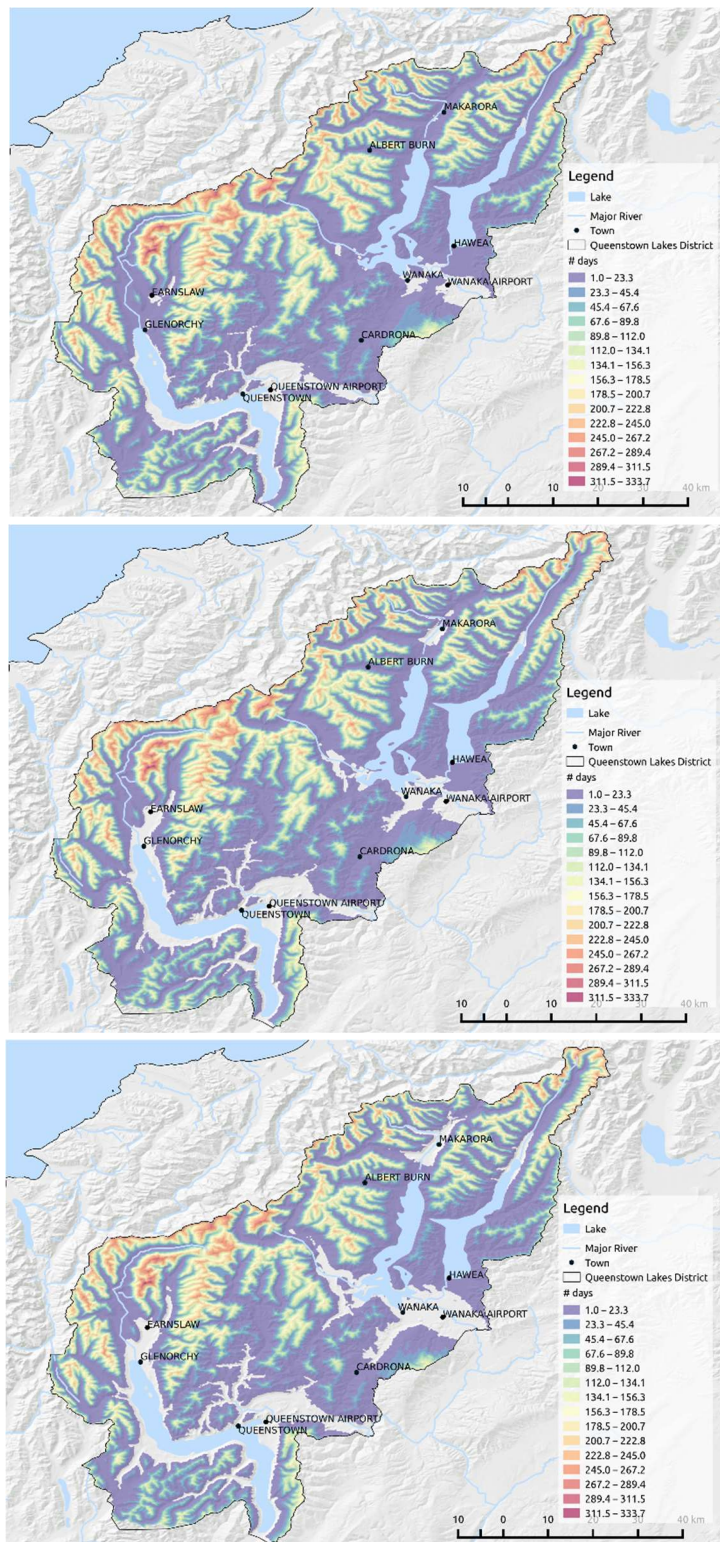 MAKARORA
ALBERT BURN
Legend
Lake
Major River
Town
Queenstown Lakes District
# days
HAWEA
WANAKA
WANAKA AIRPORT
EARNSLAW
GLENORCHY
CARDRONA
QUEENSTOWN AIRPORT
QUEENSTOWN
1.0 – 23.3
23.3 – 45.4
45.4 – 67.6
67.6 – 89.8
89.8 – 112.0
112.0 – 134.1
134.1 – 156.3
156.3 – 178.5
178.5 – 200.7
200.7 – 222.8
222.8 – 245.0
245.0 – 267.2
267.2 – 289.4
289.4 – 311.5
311.5 – 333.7
10 0 10 20 30 40 km
MAKARORA
ALBERT BURN
Legend
Lake
Major River
Town
Queenstown Lakes District
# days
HAWEA
WANAKA
WANAKA AIRPORT
EARNSLAW
GLENORCHY
CARDRONA
QUEENSTOWN AIRPORT
QUEENSTOWN
1.0 – 23.3
23.3 – 45.4
45.4 – 67.6
67.6 – 89.8
89.8 – 112.0
112.0 – 134.1
134.1 – 156.3
156.3 – 178.5
178.5 – 200.7
200.7 – 222.8
222.8 – 245.0
245.0 – 267.2
267.2 – 289.4
289.4 – 311.5
311.5 – 333.7
10 0 10 20 30 40 km
MAKARORA
ALBERT BURN
Legend
Lake
Major River
Town
Queenstown Lakes District
# days
HAWEA
WANAKA
WANAKA AIRPORT
EARNSLAW
GLENORCHY
CARDRONA
QUEENSTOWN AIRPORT
QUEENSTOWN
1.0 – 23.3
23.3 – 45.4
45.4 – 67.6
67.6 – 89.8
89.8 – 112.0
112.0 – 134.1
134.1 – 156.3
156.3 – 178.5
178.5 – 200.7
200.7 – 222.8
222.8 – 245.0
245.0 – 267.2
267.2 – 289.4
289.4 – 311.5
311.5 – 333.7
10 0 10 20 30 40 km